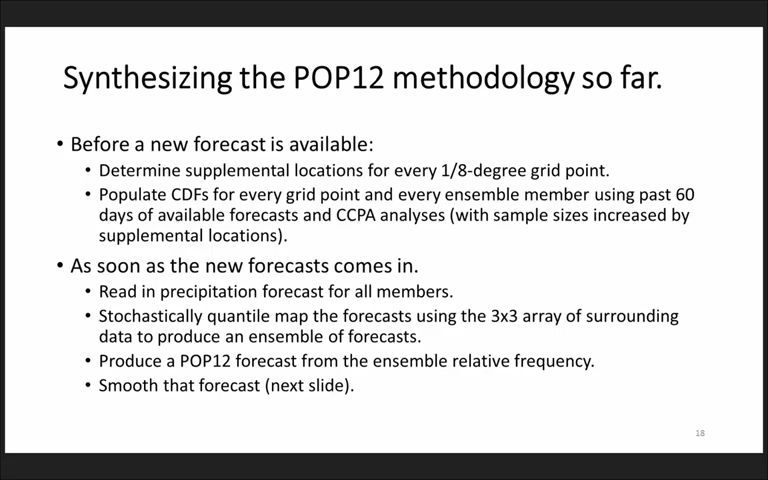 Synthesizing the POP12 methodology so far.
• Before a new forecast is available:
• Determine supplemental locations for every 1/8-degree grid point.
• Populate CDFs for every grid point and every ensemble member using past 60
days of available forecasts and CCPA analyses (with sample sizes increased by
supplemental locations).
• As soon as the new forecasts comes in.
• Read in precipitation forecast for all members.
• Stochastically quantile map the forecasts using the 3x3 array of surrounding
data to produce an ensemble of forecasts.
• Produce a POP12 forecast from the ensemble relative frequency.
• Smooth that forecast (next slide).
18